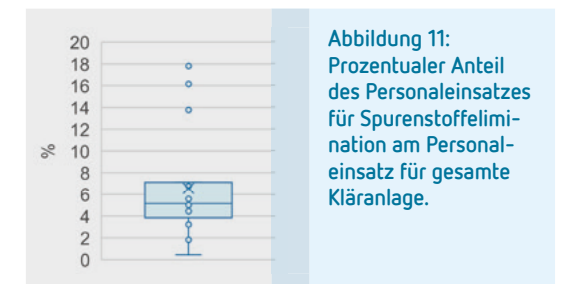 20
18
16
14
12
10
8
6
4
2
0
%
Abbildung 11:
Prozentualer Anteil
des Personaleinsatzes
für Spurenstoffelimi-
nation am Personal-
einsatz für gesamte
Kläranlage.